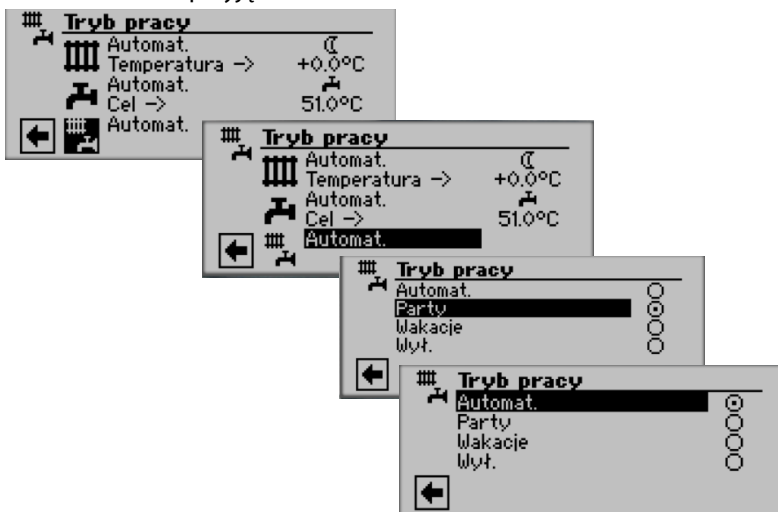 Tryb pracy
Automat.
Temperatura -> +0.0°C
Automat.
Cel -> 51.0°C
Automat.
Tryb pracy
Automat.
Temperatura -> +0.0°C
Automat.
Cel -> 51.0°C
Automat.
Tryb pracy
Automat.
Party
Wakacje
Wył.
Tryb pracy
Automat.
Party
Wakacje
Wył.